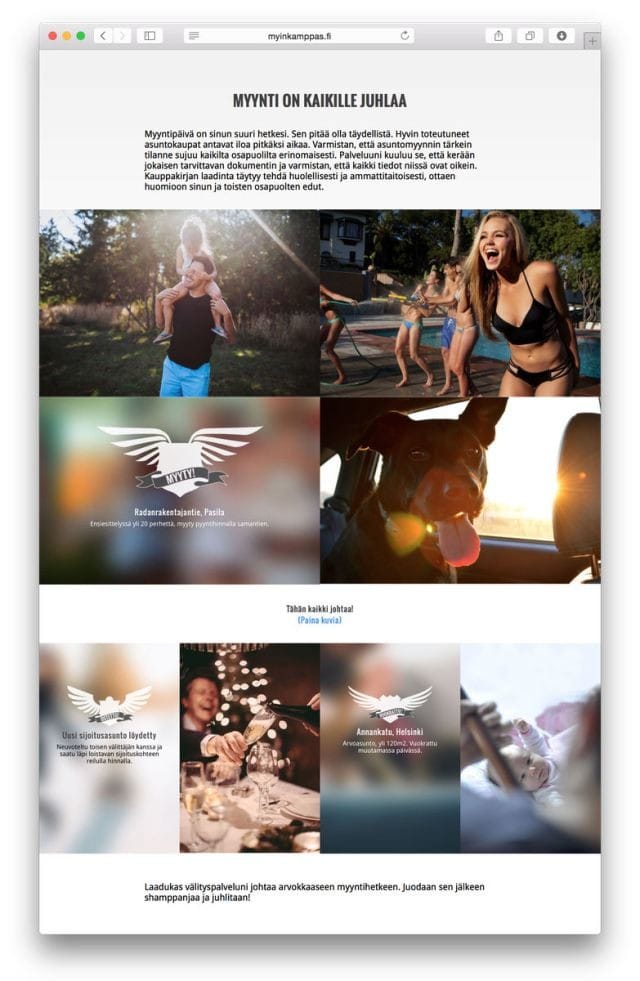 myinkamppas.fi
MYYNTI ON KAIKILLE JUHLAA
Myyntipäivä on sinun suuri hetkesi. Sen pitää olla täydellistä. Hyvin toteutuneet
asuntokaupat antavat iloa pitkäksi aikaa. Varmistan, että asuntomyynnin tärkein
tilanne sujuu kaikilta osapuolilta erinomaisesti. Palveluuni kuuluu se, että kerään
jokaisen tarvittavan dokumentin ja varmistan, että kaikki tiedot niissä ovat oikein.
Kauppakirjan laadinta täytyy tehdä huolellisesti ja ammattitaitoisesti, ottaen
huomioon sinun ja toisten osapuolten edut.
MYYTY!
Radanrakentajantie, Pasila
Ensiesittelyssä yli 20 perhettä, myyty pyyntihinnalla samantien.
Tähän kaikki johtaa!
(Paina kuvia)
Uusi sijoitusasunto löydetty
Neuvoteltu toisen välittäjän kanssa ja
saatu läpi loistavan sijoituskohteen
reilulla hinnalla.
VUOKRATTU!
Annankatu, Helsinki
Arvoasunto, yli 120m2. Vuokrattu
muutamassa päivässä.
Laadukas välityspalveluni johtaa arvokkaaseen myyntihetkeen. Juodaan sen jälkeen
shamppanjaa ja juhlitaan!